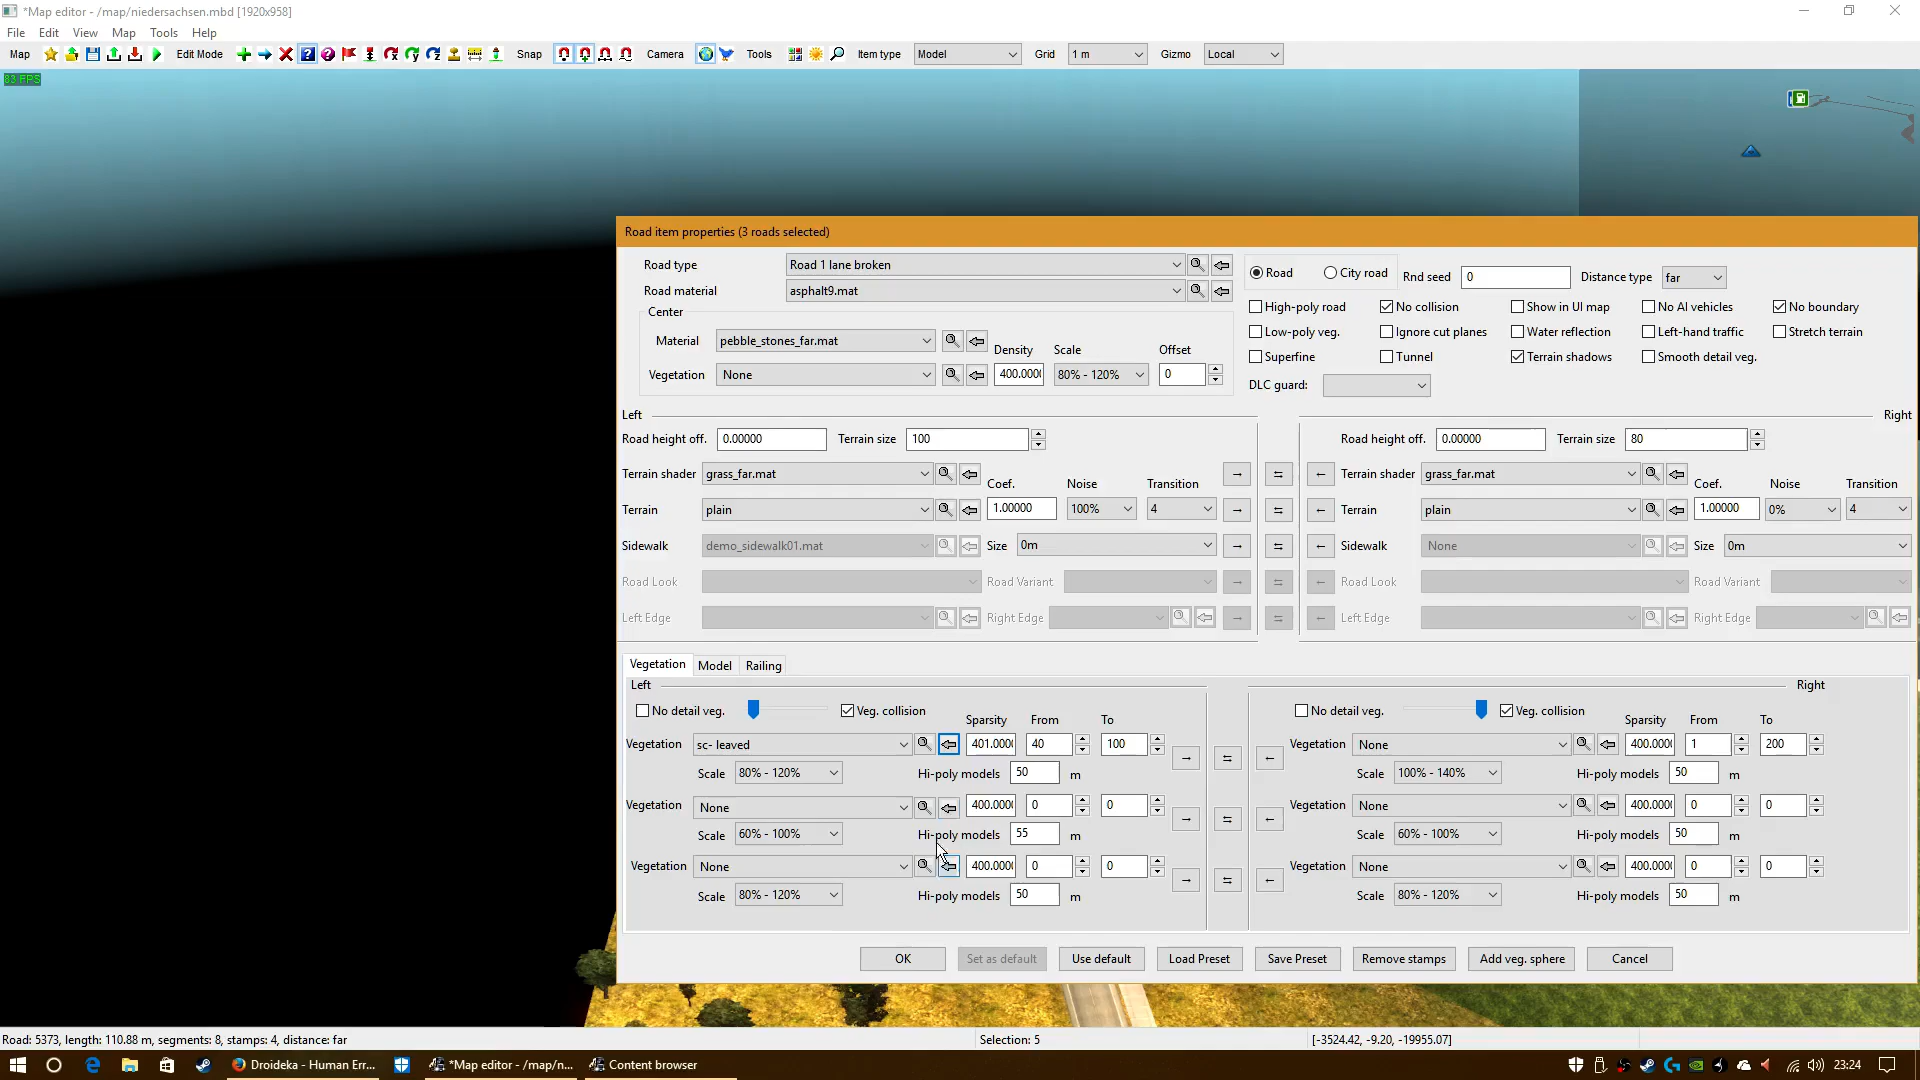 *Map editor - /map/niedersachsen.mbd [1920x958]
File Edit View Map Tools Help
Map Edit Mode Snap Camera Tools Item type Model Grid 1 m Gizmo Local
83 FPS
Road item properties (3 roads selected)
Road type Road 1 lane broken
Road City road Rnd seed 0 Distance type far
Road material asphalt9.mat
High-poly road No collision Show in UI map No AI vehicles No boundary
Center
Low-poly veg. Ignore cut planes Water reflection Left-hand traffic Stretch terrain
Material pebble_stones_far.mat Density Scale Offset
Superfine Tunnel Terrain shadows Smooth detail veg.
Vegetation None 400.000 80% - 120% 0
DLC guard:
Left Right
Road height off. 0.00000 Terrain size 100 Road height off. 0.00000 Terrain size 80
Terrain shader grass_far.mat Coef. Noise Transition → ⇆ ← Terrain shader grass_far.mat Coef. Noise Transition
Terrain plain 1.00000 100% 4 → ⇆ ← Terrain plain 1.00000 0% 4
Sidewalk demo_sidewalk01.mat Size 0m → ⇆ ← Sidewalk None Size 0m
Road Look Road Variant → ⇆ ← Road Look Road Variant
Left Edge Right Edge → ⇆ ← Left Edge Right Edge
Vegetation Model Railing
Left Right
No detail veg. Veg. collision Sparsity From To No detail veg. Veg. collision Sparsity From To
Vegetation sc- leaved 401.000 40 100 → ⇆ ← Vegetation None 400.000 1 200
Scale 80% - 120% Hi-poly models 50 m Scale 100% - 140% Hi-poly models 50 m
Vegetation None 400.000 0 0 → ⇆ ← Vegetation None 400.000 0 0
Scale 60% - 100% Hi-poly models 55 m Scale 60% - 100% Hi-poly models 50 m
Vegetation None 400.000 0 0 → ⇆ ← Vegetation None 400.000 0 0
Scale 80% - 120% Hi-poly models 50 m Scale 80% - 120% Hi-poly models 50 m
OK Set as default Use default Load Preset Save Preset Remove stamps Add veg. sphere Cancel
Road: 5373, length: 110.88 m, segments: 8, stamps: 4, distance: far Selection: 5 [-3524.42, -9.20, -19955.07]
Droideka - Human Err... *Map editor - /map/n... Content browser 23:24